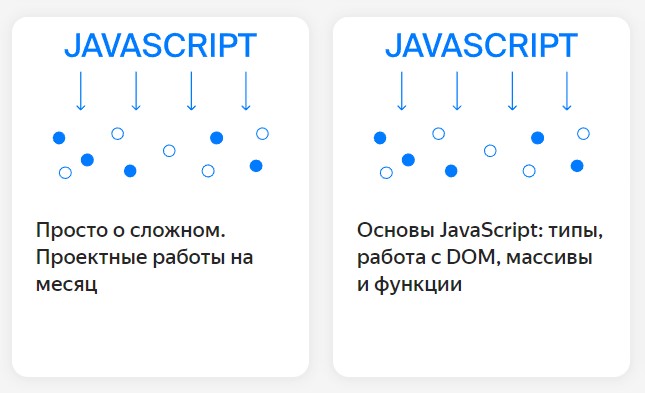 JAVASCRIPT
Просто о сложном.
Проектные работы на
месяц
JAVASCRIPT
Основы JavaScript: типы,
работа с DOM, массивы
и функции